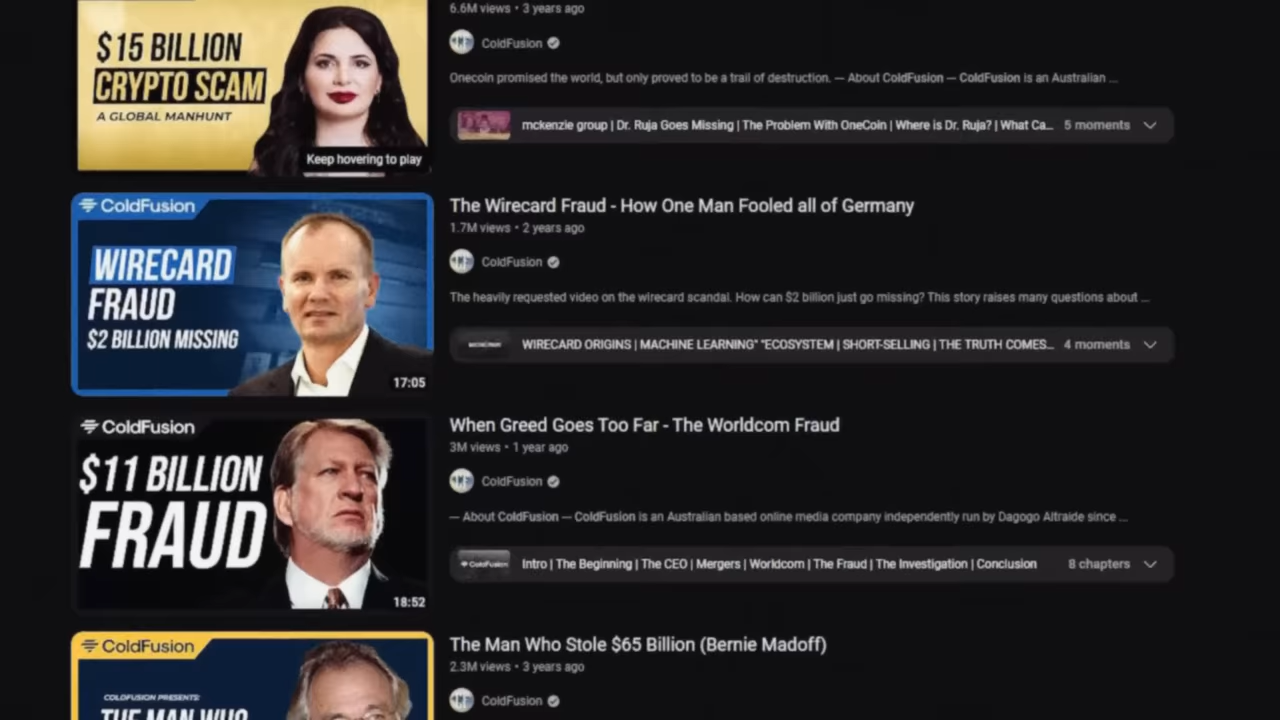 $15 BILLION
CRYPTO SCAM
A GLOBAL MANHUNT
Keep hovering to play
6.6M views • 3 years ago
ColdFusion
Onecoin promised the world, but only proved to be a trail of destruction. — About ColdFusion — ColdFusion is an Australian ...
mckenzie group | Dr. Ruja Goes Missing | The Problem With OneCoin | Where is Dr. Ruja? | What Ca...
5 moments
ColdFusion
WIRECARD
FRAUD
$2 BILLION MISSING
17:05
The Wirecard Fraud - How One Man Fooled all of Germany
1.7M views • 2 years ago
ColdFusion
The heavily requested video on the wirecard scandal. How can $2 billion just go missing? This story raises many questions about ...
WIRECARD ORIGINS | MACHINE LEARNING" "ECOSYSTEM | SHORT-SELLING | THE TRUTH COMES...
4 moments
ColdFusion
$11 BILLION
FRAUD
18:52
When Greed Goes Too Far - The Worldcom Fraud
3M views • 1 year ago
ColdFusion
— About ColdFusion — ColdFusion is an Australian based online media company independently run by Dagogo Altraide since ...
ColdFusion
Intro | The Beginning | The CEO | Mergers | Worldcom | The Fraud | The Investigation | Conclusion
8 chapters
ColdFusion
COLDFUSION PRESENTS:
THE MAN WHO
The Man Who Stole $65 Billion (Bernie Madoff)
2.3M views • 3 years ago
ColdFusion